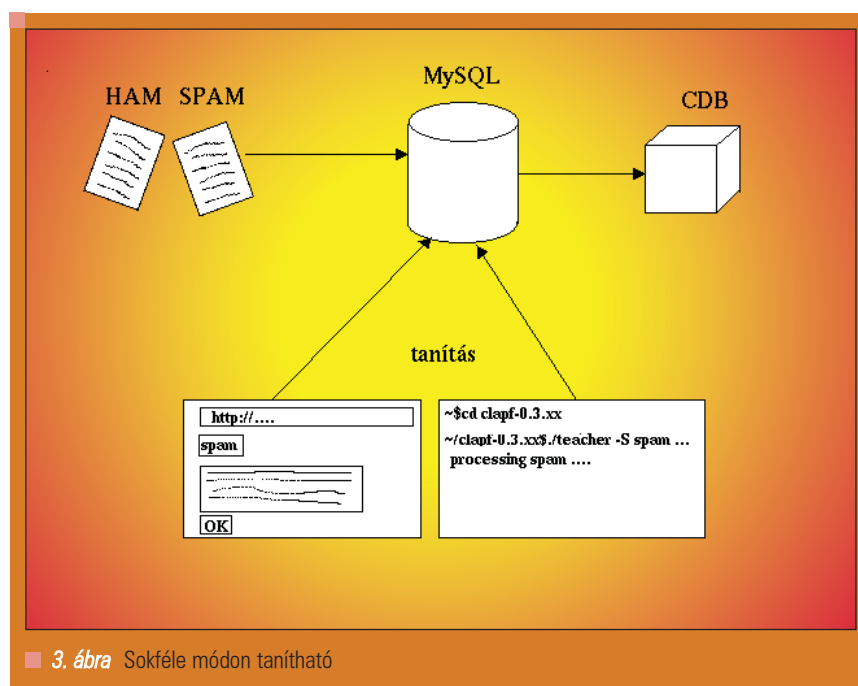 MySQL
HAM SPAM
CDB
tanítás
http://....
spam
OK
~$cd clapf-0.3.xx
~/clapf-0.3.xx$./teacher -S spam ...
processing spam ....
3. ábra Sokféle módon tanítható